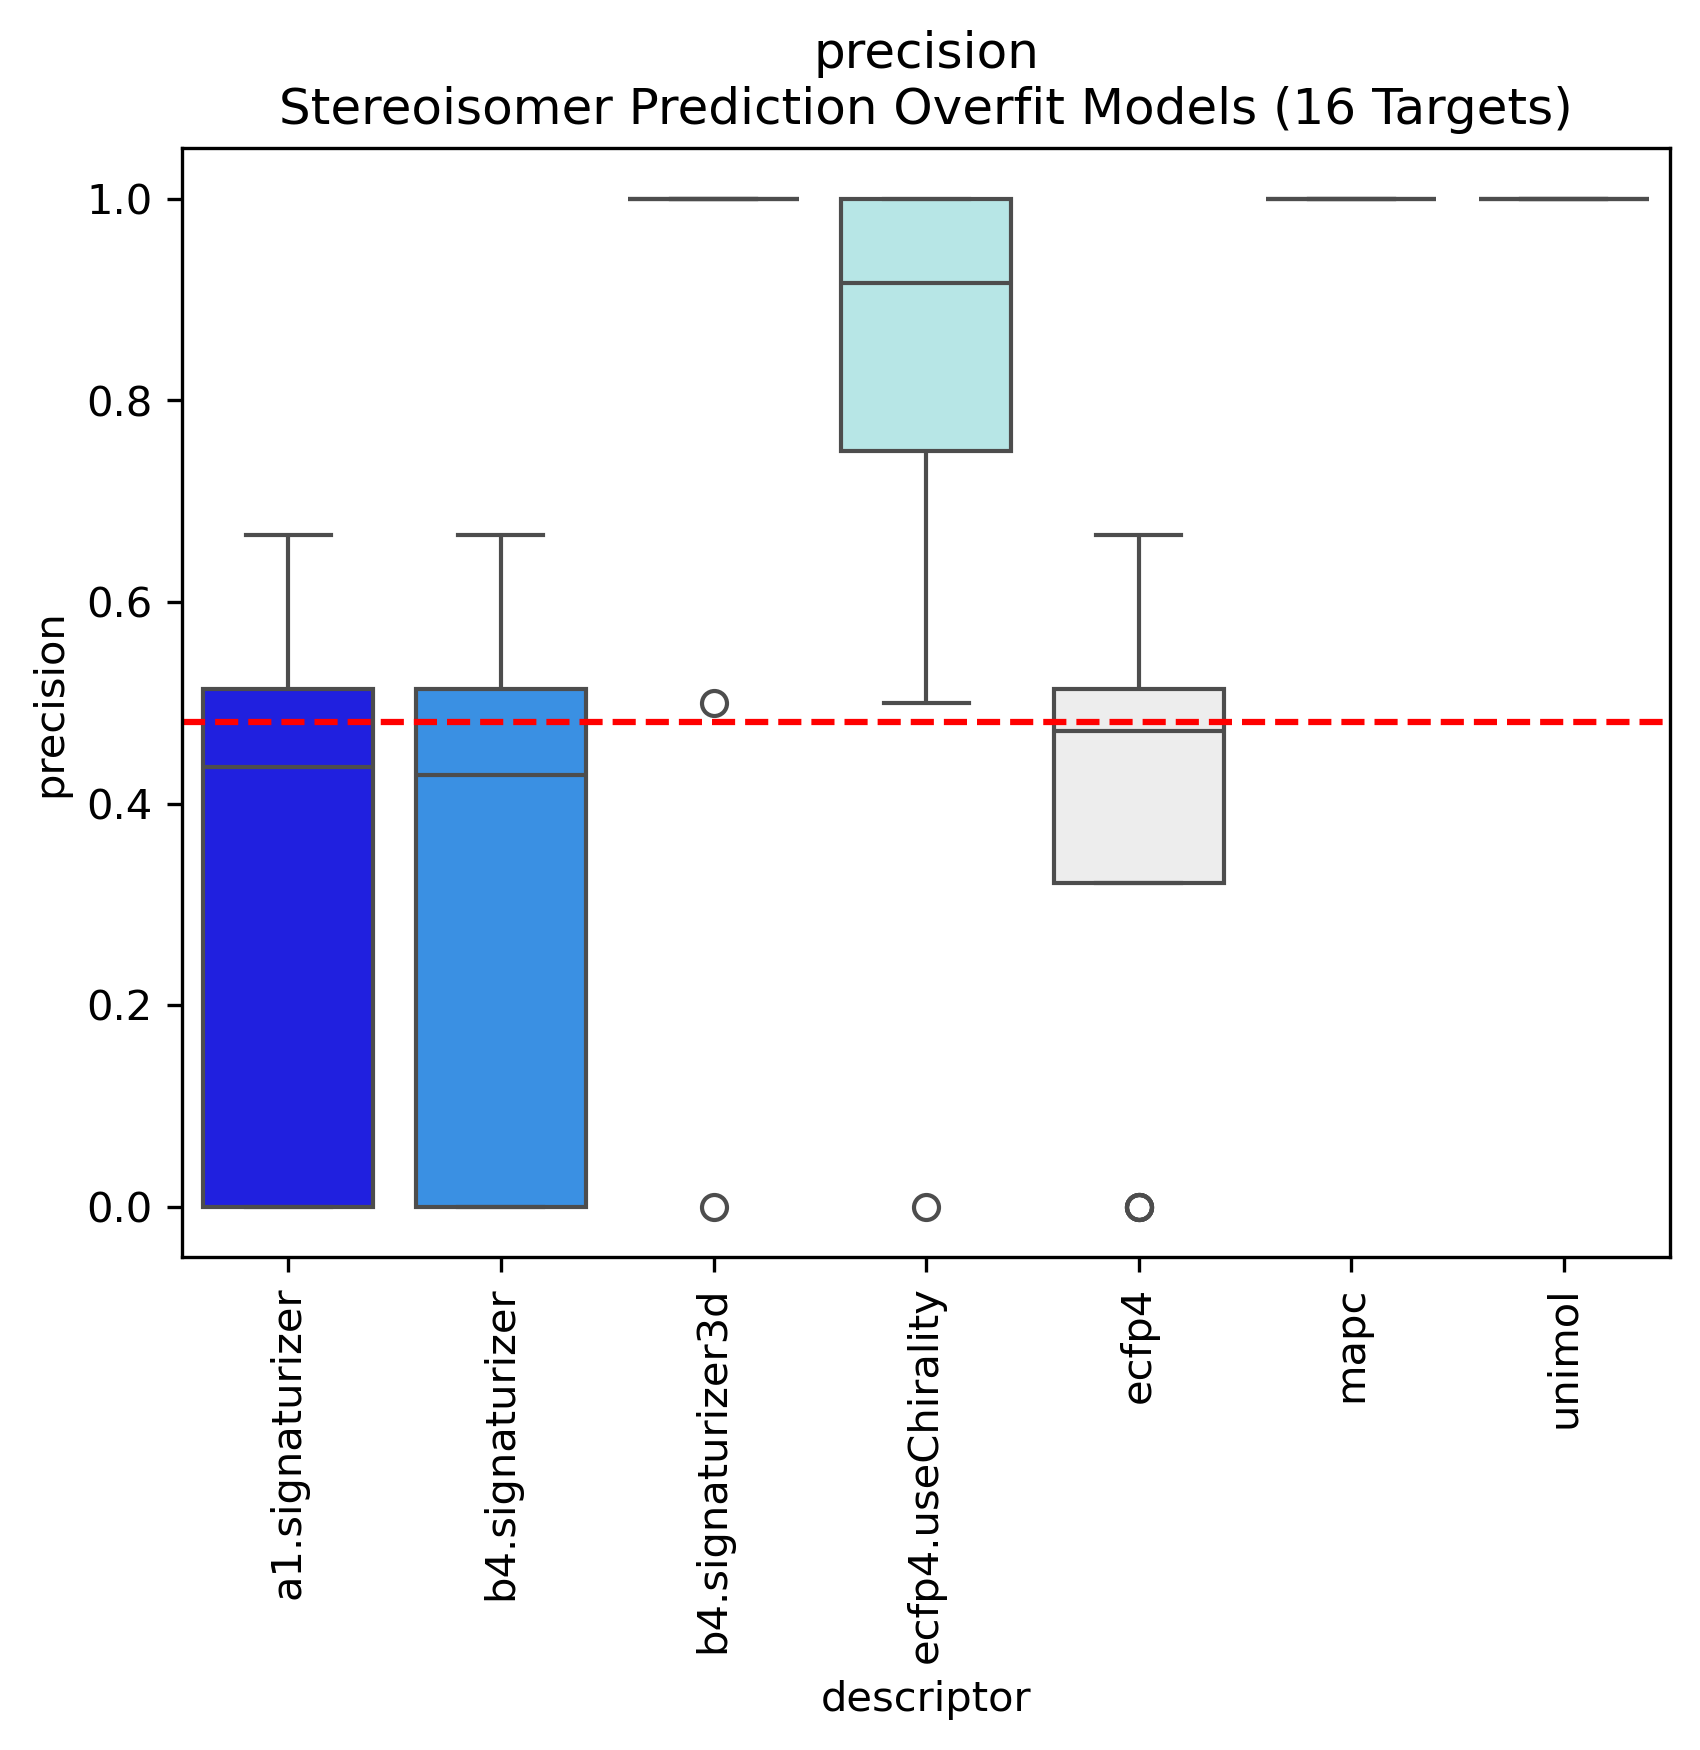 precision
Stereoisomer Prediction Overfit Models (16 Targets)
precision
1.0
0.8
0.6
0.4
0.2
0.0
a1.signaturizer
b4.signaturizer
b4.signaturizer3d
ecfp4.useChirality
ecfp4
mapc
unimol
descriptor